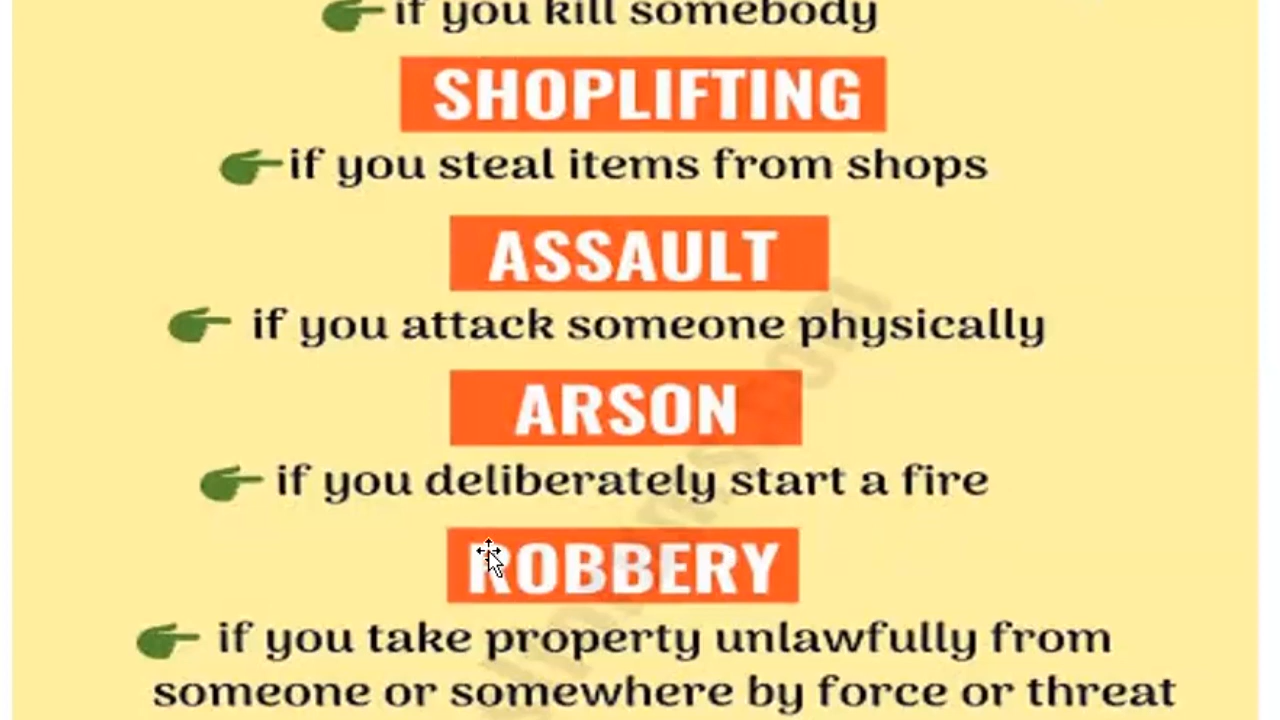 if you kill somebody
SHOPLIFTING
if you steal items from shops
ASSAULT
if you attack someone physically
ARSON
if you deliberately start a fire
ROBBERY
if you take property unlawfully from
someone or somewhere by force or threat